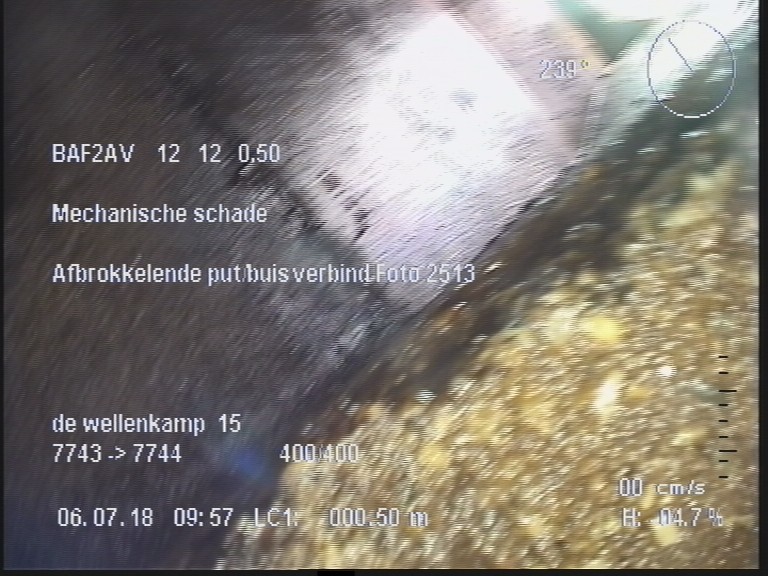 239°
BAF2AV 12 12 0,50
Mechanische schade
Afbrokkelende put/buis verbind Foto 2513
de wellenkamp 15
7743 -> 7744 400/400
00 cm/s
06.07.18 09:57 LC1: 000.50 m H: 04.7 %